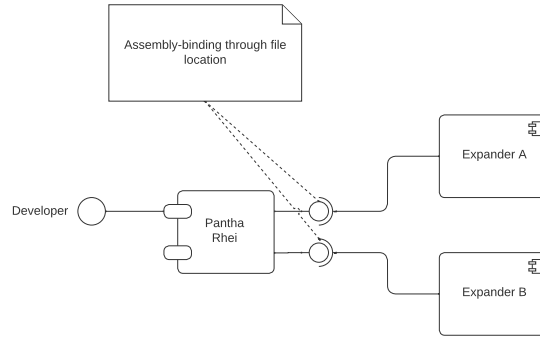 Assembly-binding through file
location
Expander A
Developer
Pantha
Rhei
Expander B